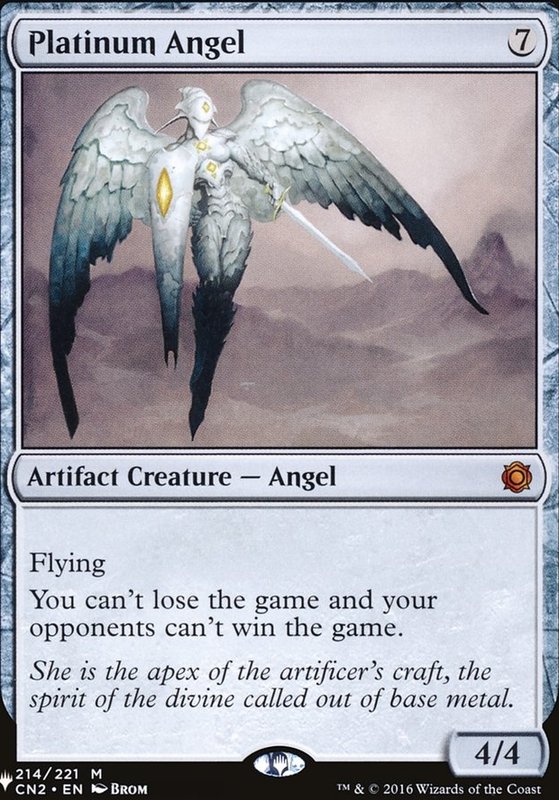 Platinum Angel 7
Artifact Creature — Angel
Flying
You can't lose the game and your
opponents can't win the game.
She is the apex of the artificer's craft, the
spirit of the divine called out of base metal.
4/4
214/221 M
CN2 • EN BROM
™ & © 2016 Wizards of the Coast